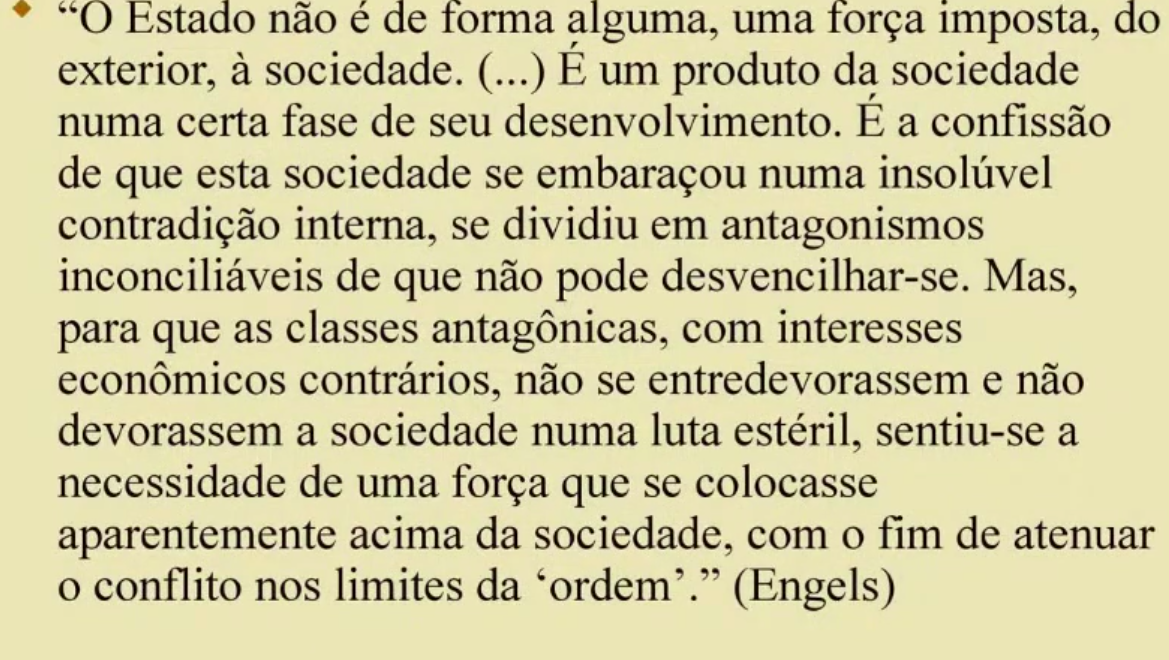 “O Estado não é de forma alguma, uma força imposta, do
exterior, à sociedade. (...) É um produto da sociedade
numa certa fase de seu desenvolvimento. É a confissão
de que esta sociedade se embaraçou numa insolúvel
contradição interna, se dividiu em antagonismos
inconciliáveis de que não pode desvencilhar-se. Mas,
para que as classes antagônicas, com interesses
econômicos contrários, não se entredevorassem e não
devorassem a sociedade numa luta estéril, sentiu-se a
necessidade de uma força que se colocasse
aparentemente acima da sociedade, com o fim de atenuar
o conflito nos limites da ‘ordem’.” (Engels)